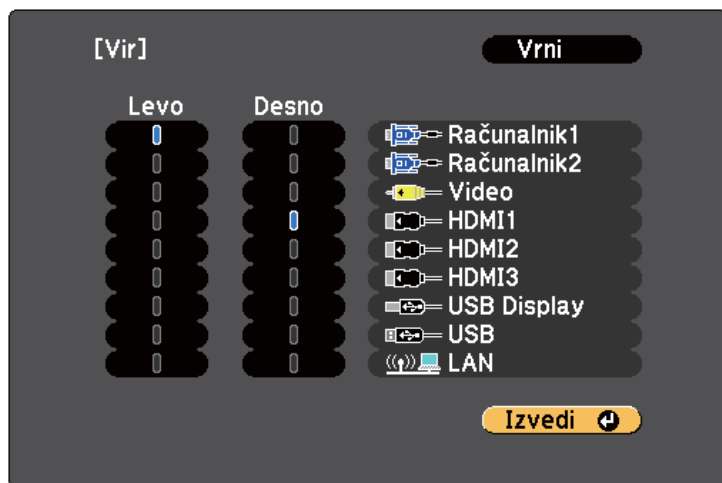 [Vir] Vrni
Levo Desno
Računalnik1
Računalnik2
Video
HDMI1
HDMI2
HDMI3
USB Display
USB
LAN
Izvedi